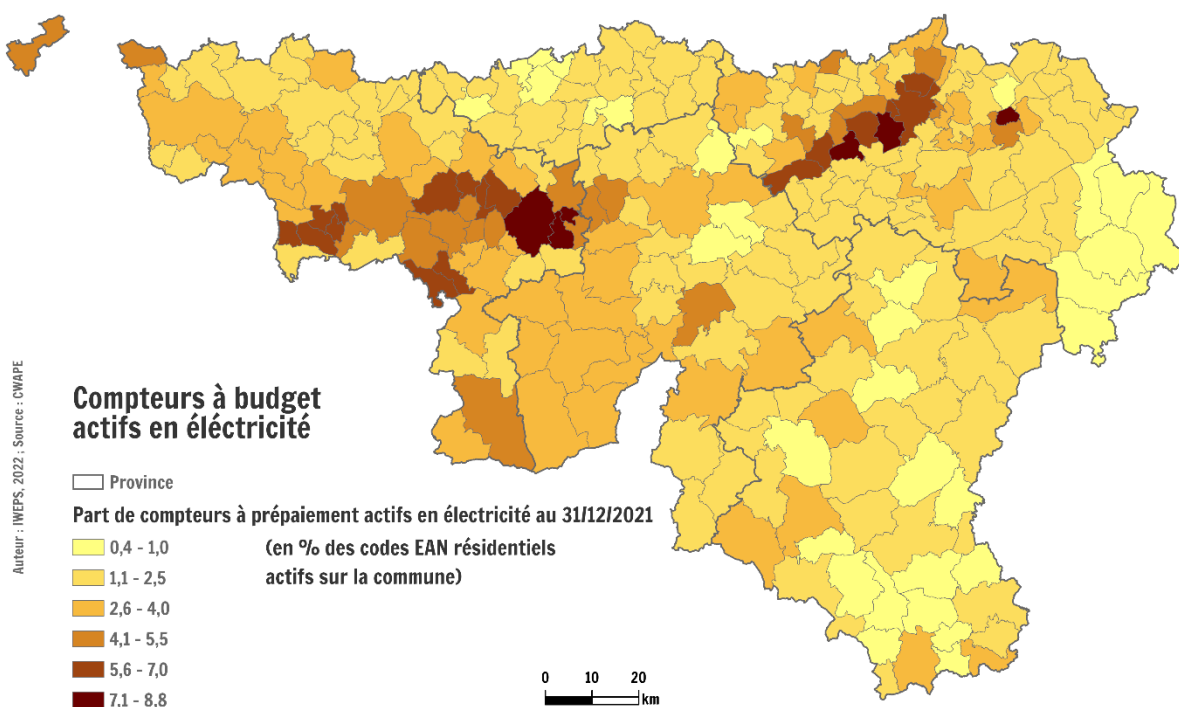 Compteurs à budget
actifs en éléctricité
Province
Part de compteurs à prépaiement actifs en électricité au 31/12/2021
(en % des codes EAN résidentiels
actifs sur la commune)
0,4 - 1,0
1,1 - 2,5
2,6 - 4,0
4,1 - 5,5
5,6 - 7,0
7,1 - 8,8
0 10 20
km
Auteur : IWEPS, 2022 ; Source : CWAPE